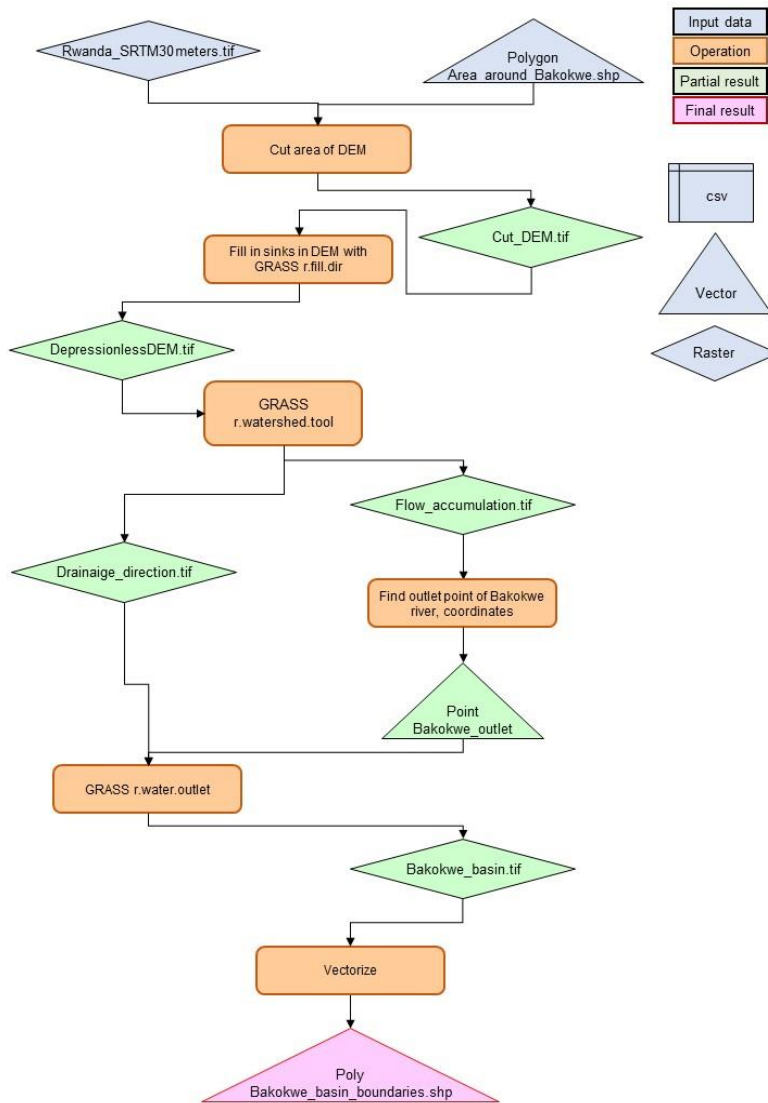 Rwanda_SRTM30meters.tif
Polygon
Area_around_Bakokwe.shp
Input data
Operation
Partial result
Final result
Cut area of DEM
csv
Cut_DEM.tif
Fill in sinks in DEM with
GRASS r.fill.dir
Vector
DepressionlessDEM.tif
Raster
GRASS
r.watershed.tool
Flow_accumulation.tif
Drainaige_direction.tif
Find outlet point of Bakokwe
river, coordinates
Point
Bakokwe_outlet
GRASS r.water.outlet
Bakokwe_basin.tif
Vectorize
Poly
Bakokwe_basin_boundaries.shp